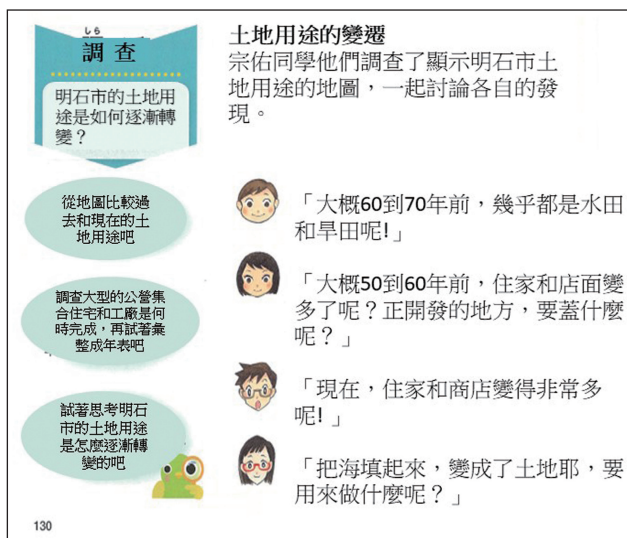 しら
調 查
明石市的土地用
途是如何逐漸轉
變？
土地用途的變遷
宗佑同學他們調查了顯示明石市土
地用途的地圖，一起討論各自的發
現。
從地圖比較過
去和現在的土
地用途吧
「大概60到70年前，幾乎都是水田
和旱田呢!」
調查大型的公營集
合住宅和工廠是何
時完成，再試著彙
整成年表吧
「大概50到60年前，住家和店面變
多了呢？正開發的地方，要蓋什麼
呢？」
「現在，住家和商店變得非常多
呢!」
試著思考明石
市的土地用途
是怎麼逐漸轉
變的吧
「把海填起來，變成了土地耶，要
用來做什麼呢？」
130